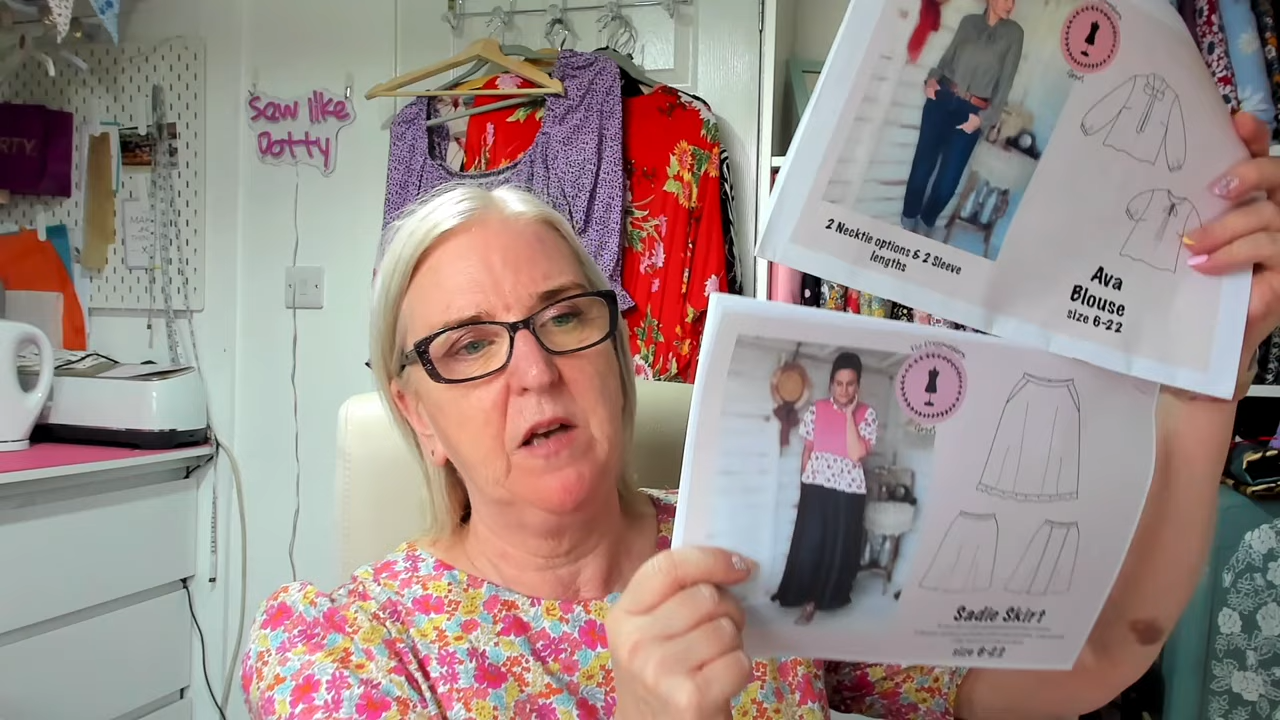 Sew like
Dotty
RTY.
2 Necktie options & 2 Sleeve
lengths
Ava
Blouse
size 6-22
Sadie Skirt
size 6-22